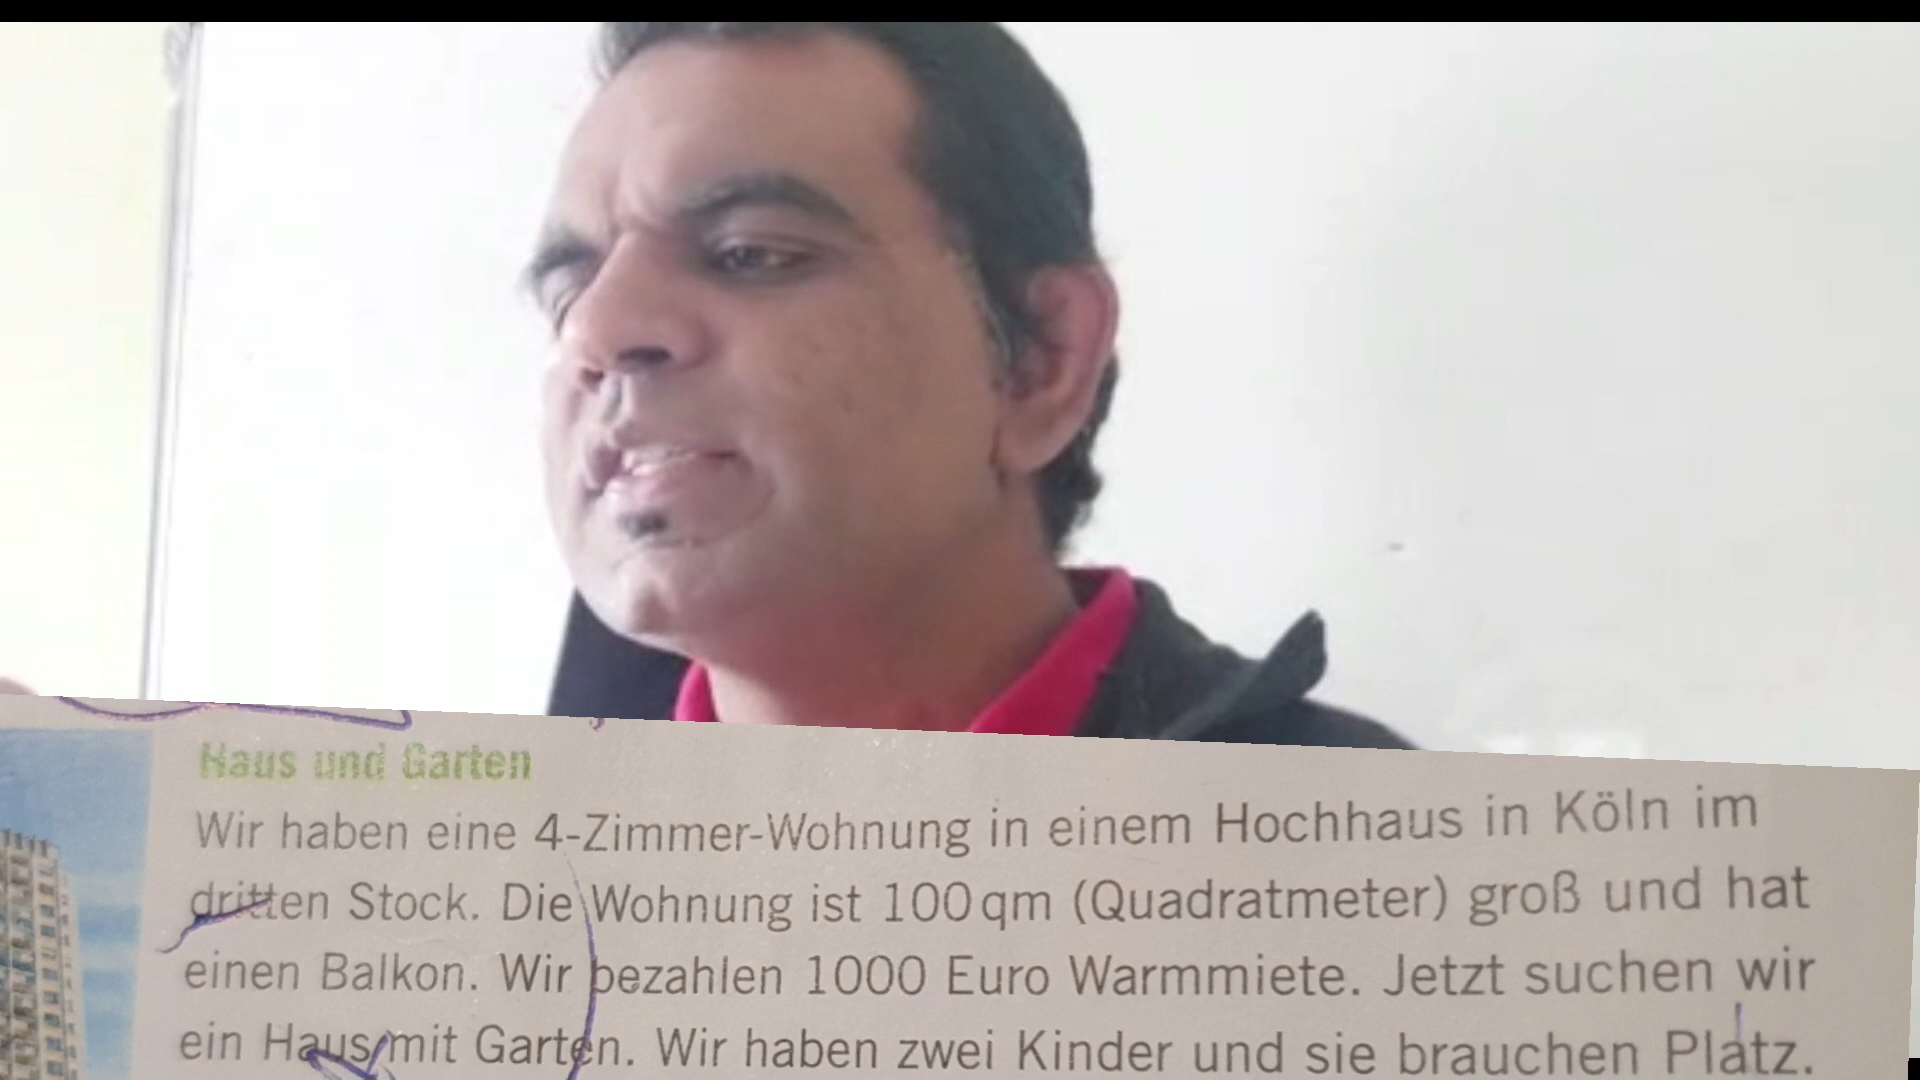 Haus und Garten
Wir haben eine 4-Zimmer-Wohnung in einem Hochhaus in Köln im
dritten Stock. Die Wohnung ist 100 qm (Quadratmeter) groß und hat
einen Balkon. Wir bezahlen 1000 Euro Warmmiete. Jetzt suchen wir
ein Haus mit Garten. Wir haben zwei Kinder und sie brauchen Platz.